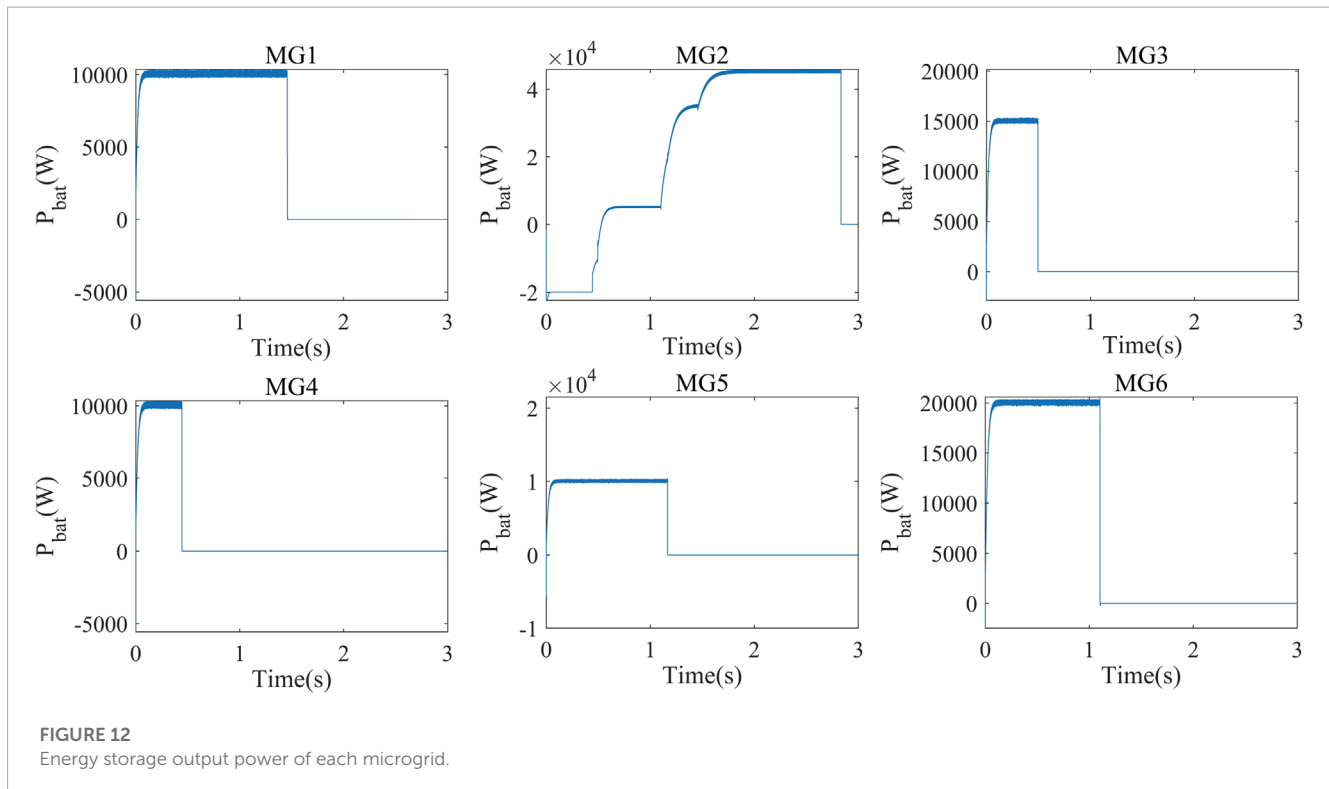 MG1
10000
5000
0
-5000
P_bat(W)
0 1 2 3
Time(s)
MG2
×10^4
4
2
0
-2
P_bat(W)
0 1 2 3
Time(s)
MG3
20000
15000
10000
5000
0
P_bat(W)
0 1 2 3
Time(s)
MG4
10000
5000
0
-5000
P_bat(W)
0 1 2 3
Time(s)
MG5
×10^4
2
1
0
-1
P_bat(W)
0 1 2 3
Time(s)
MG6
20000
15000
10000
5000
0
P_bat(W)
0 1 2 3
Time(s)
FIGURE 12
Energy storage output power of each microgrid.